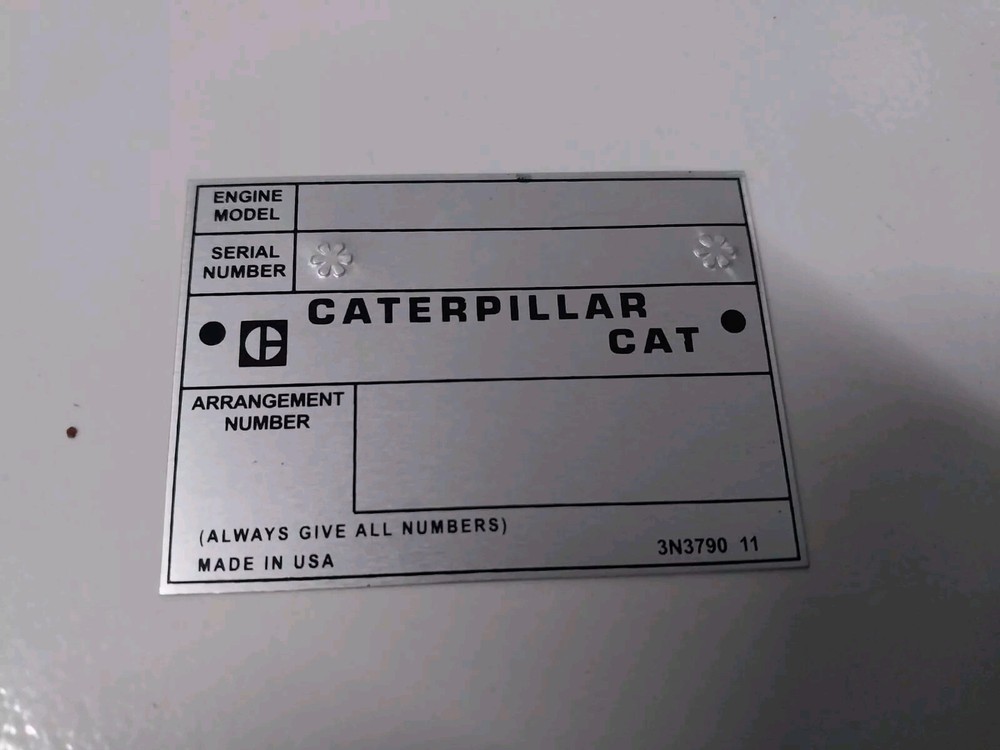 ENGINE
MODEL
SERIAL
NUMBER
CATERPILLAR
CAT
ARRANGEMENT
NUMBER
(ALWAYS GIVE ALL NUMBERS)
MADE IN USA
3N3790 11